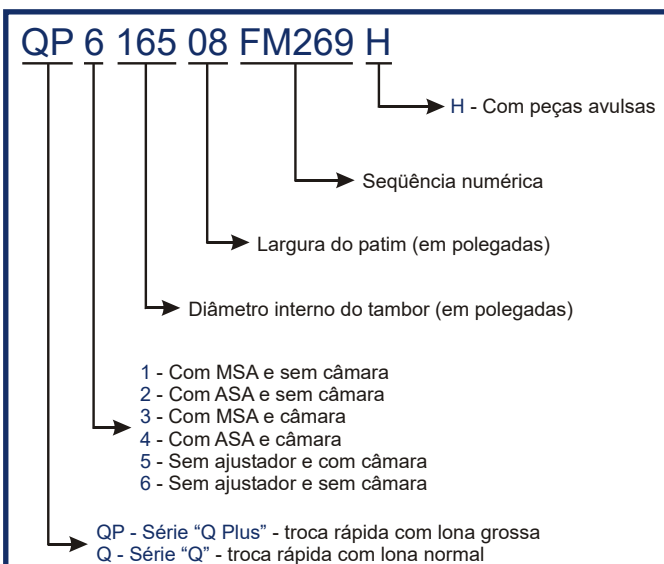 QP 6 165 08 FM269 H
H - Com peças avulsas
Seqüência numérica
Largura do patim (em polegadas)
Diâmetro interno do tambor (em polegadas)
1 - Com MSA e sem câmara
2 - Com ASA e sem câmara
3 - Com MSA e câmara
4 - Com ASA e câmara
5 - Sem ajustador e com câmara
6 - Sem ajustador e sem câmara
QP - Série “Q Plus” - troca rápida com lona grossa
Q - Série “Q” - troca rápida com lona normal